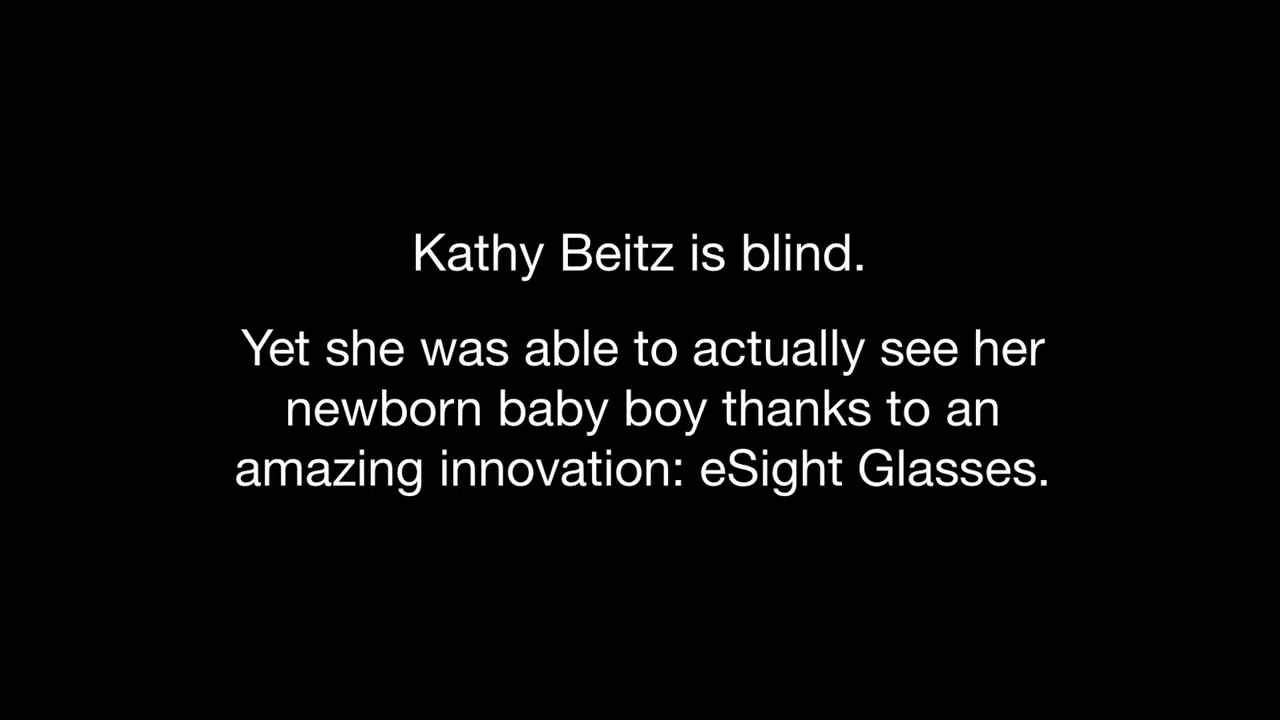 Kathy Beitz is blind.
Yet she was able to actually see her
newborn baby boy thanks to an
amazing innovation: eSight Glasses.